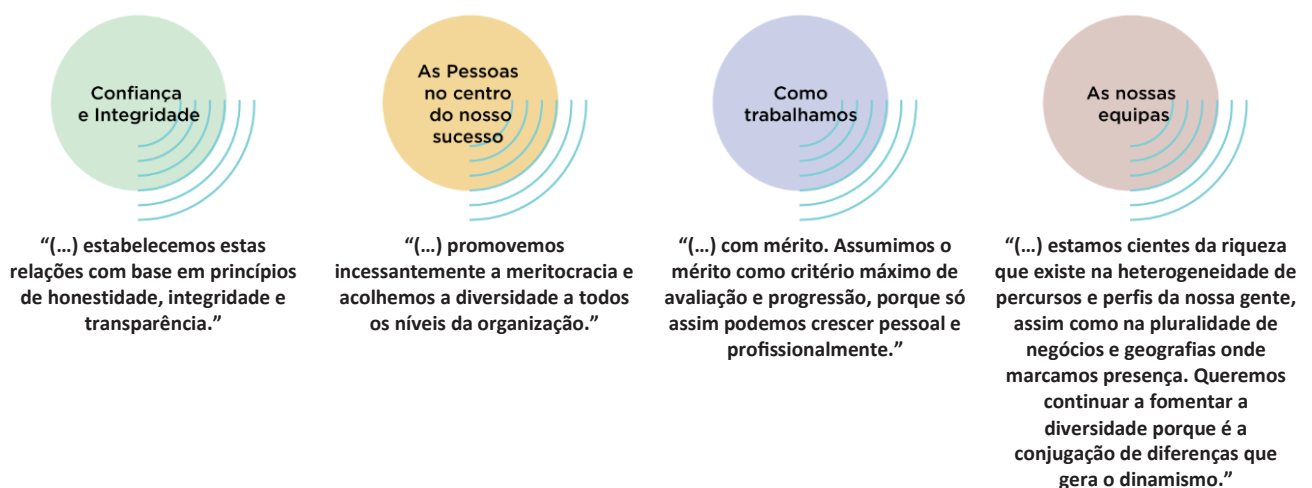 Confiança
e Integridade
“(…) estabelecemos estas
relações com base em princípios
de honestidade, integridade e
transparência.”
As Pessoas
no centro
do nosso
sucesso
“(…) promovemos
incessantemente a meritocracia e
acolhemos a diversidade a todos
os níveis da organização.”
Como
trabalhamos
“(…) com mérito. Assumimos o
mérito como critério máximo de
avaliação e progressão, porque só
assim podemos crescer pessoal e
profissionalmente.”
As nossas
equipas
“(…) estamos cientes da riqueza
que existe na heterogeneidade de
percursos e perfis da nossa gente,
assim como na pluralidade de
negócios e geografias onde
marcamos presença. Queremos
continuar a fomentar a
diversidade porque é a
conjugação de diferenças que
gera o dinamismo.”